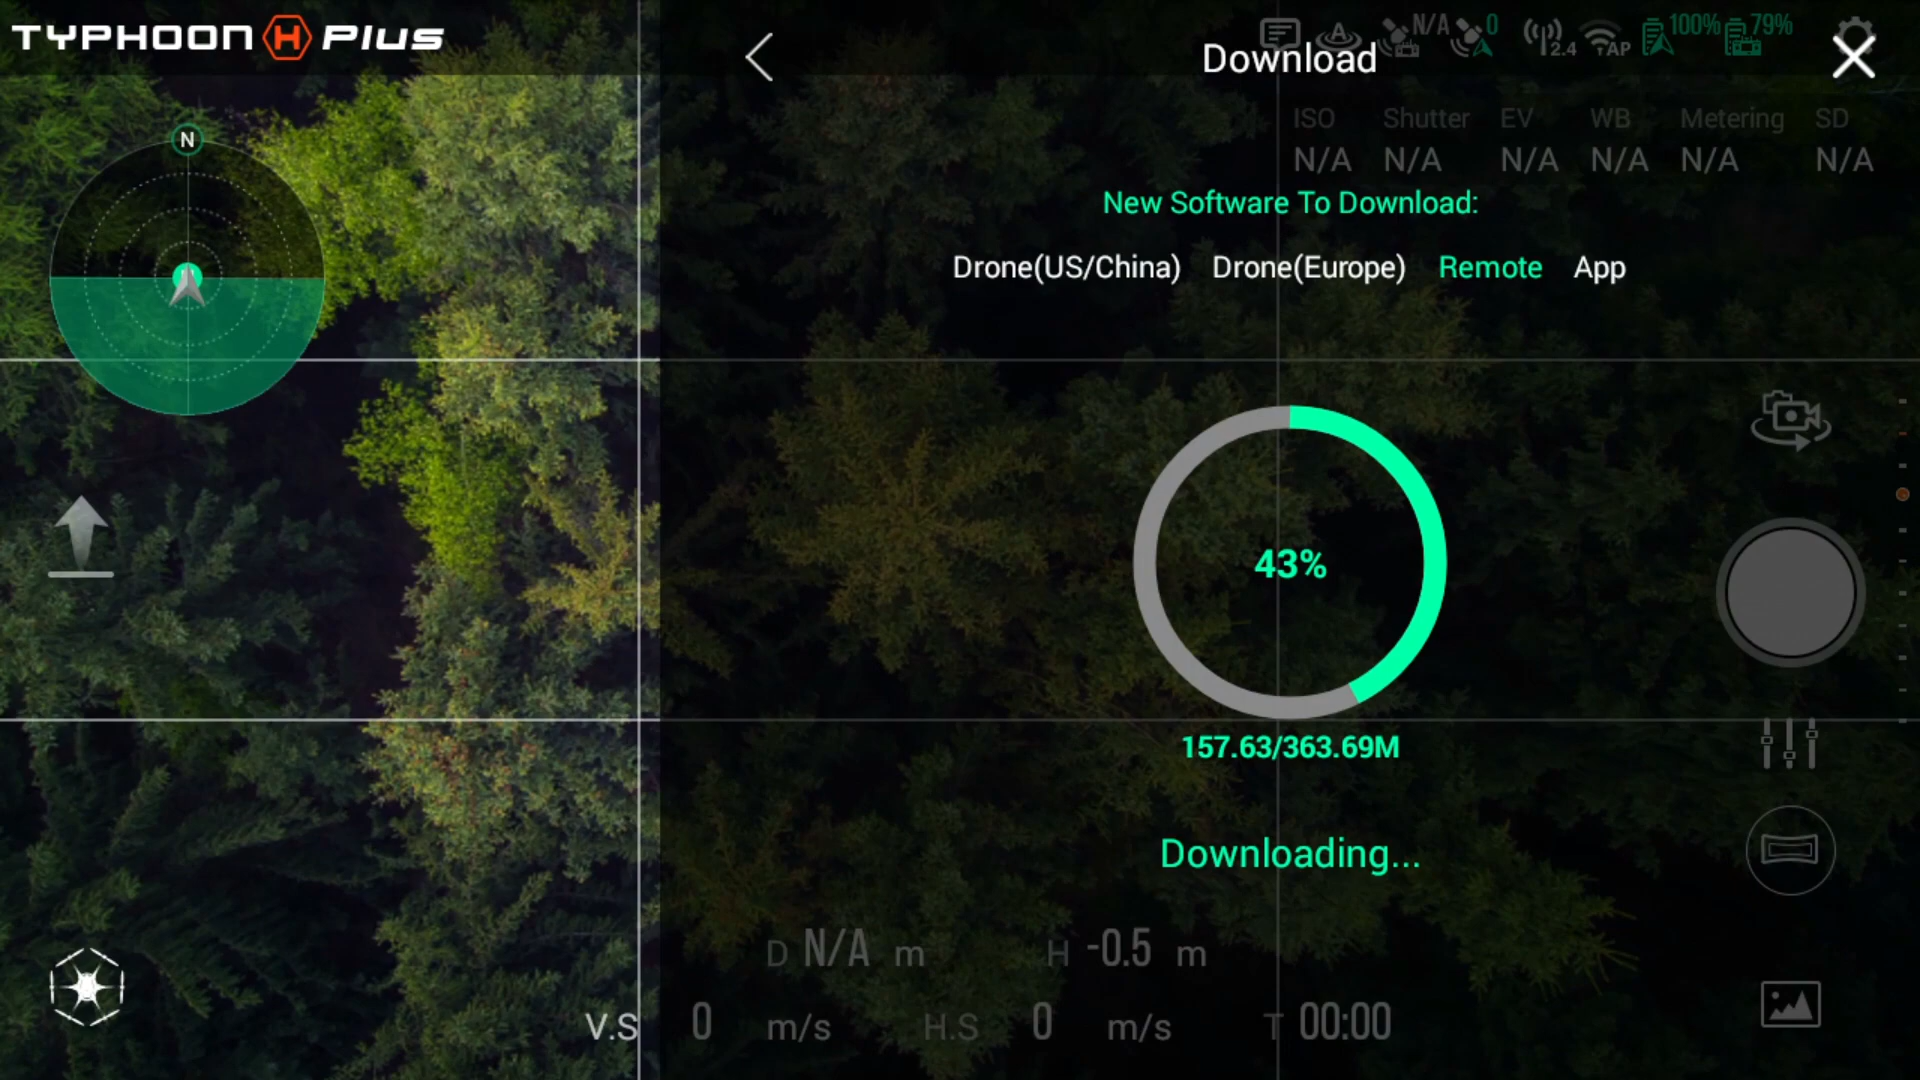 TYPHOON H Plus
N/A 0 2.4 AP 100% 79%
Download
ISO Shutter EV WB Metering SD
N/A N/A N/A N/A N/A N/A
N
New Software To Download:
Drone(US/China) Drone(Europe) Remote App
43%
157.63/363.69M
Downloading...
D N/A m H -0.5 m
V.S 0 m/s H.S 0 m/s T 00:00